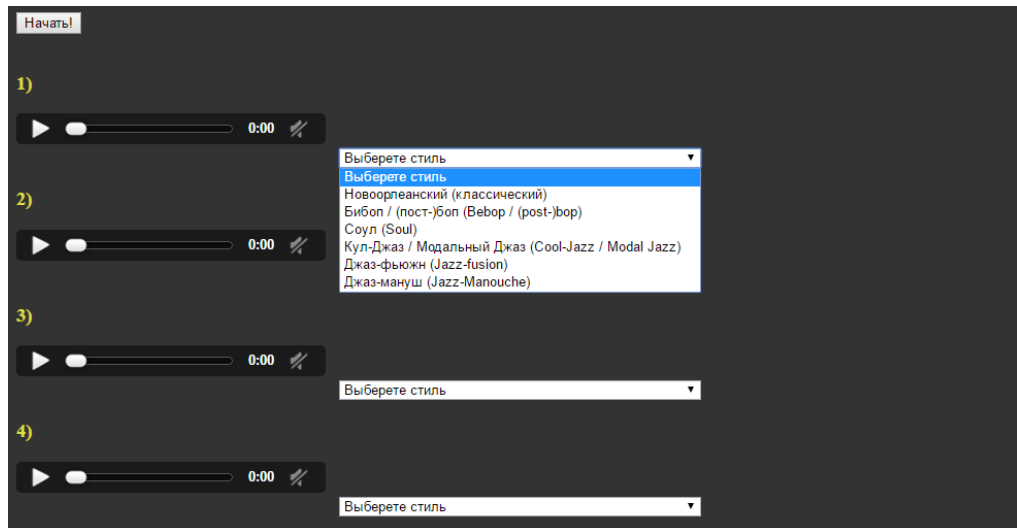 Начать!
1)
0:00
Выберете стиль
Выберете стиль
Новоорлеанский (классический)
Бибоп / (пост-)боп (Bebop / (post-)bop)
Соул (Soul)
Кул-Джаз / Модальный Джаз (Cool-Jazz / Modal Jazz)
Джаз-фьюжн (Jazz-fusion)
Джаз-мануш (Jazz-Manouche)
2)
0:00
3)
0:00
Выберете стиль
4)
0:00
Выберете стиль